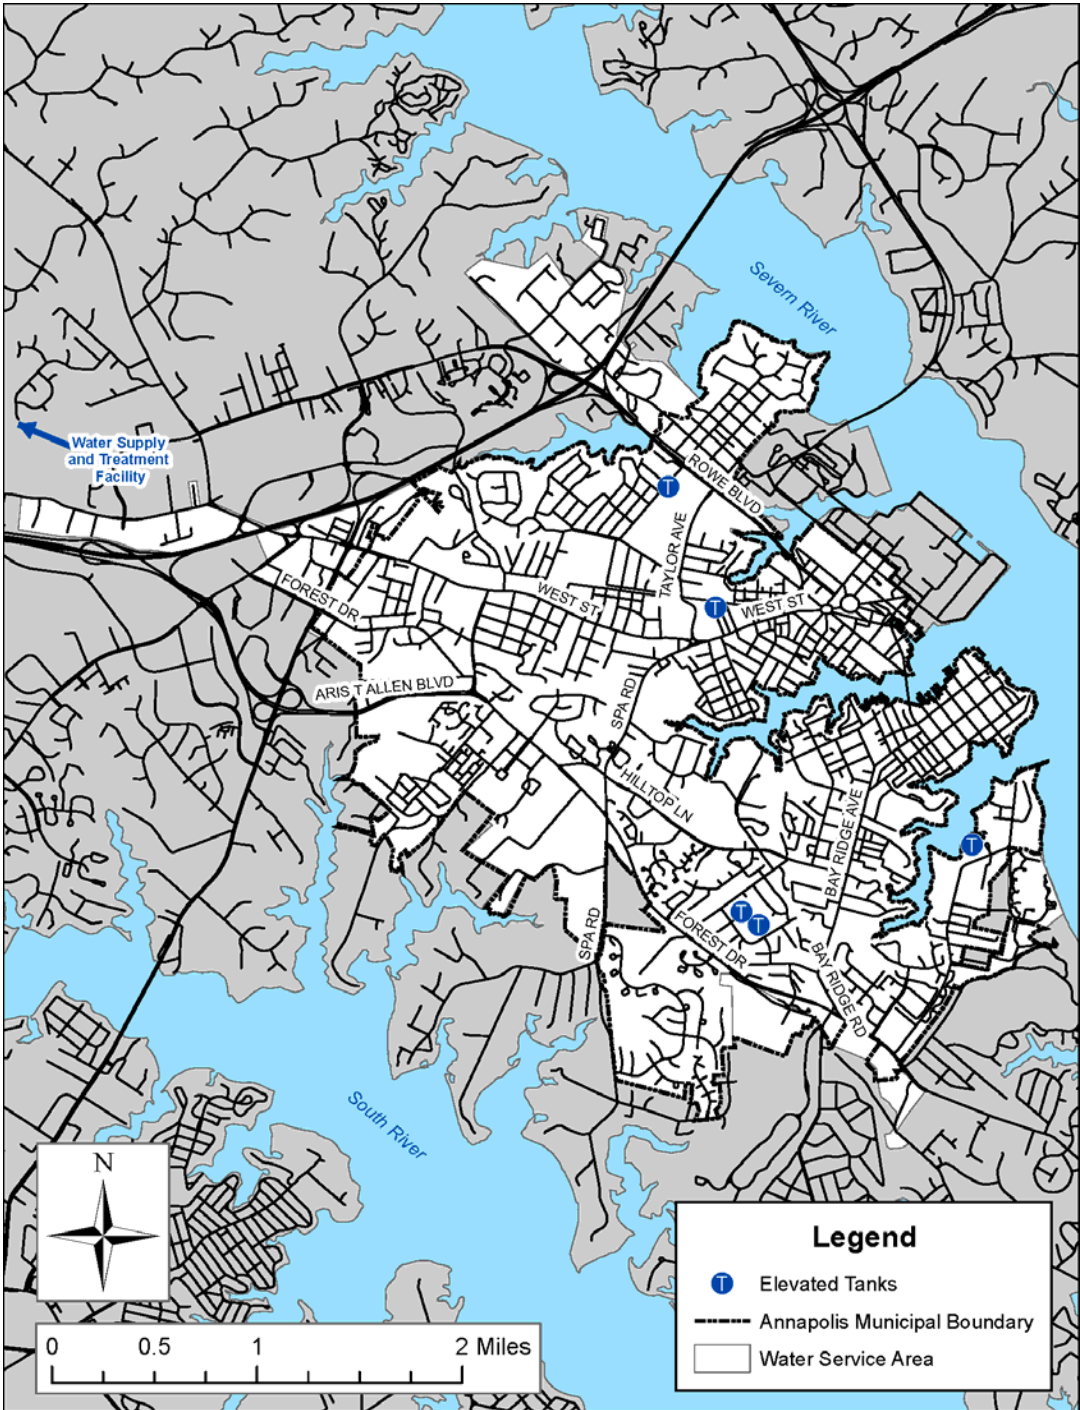 Severn River
Water Supply
and Treatment
Facility
ROWE BLVD
T
TAYLOR AVE
FOREST DR
WEST ST
T
WEST ST
ARIS T ALLEN BLVD
SPA RD
HILLTOP LN
BAY RIDGE AVE
T
T
T
SPA RD
FOREST DR
BAY RIDGE RD
South River
N
Legend
T Elevated Tanks
Annapolis Municipal Boundary
Water Service Area
0 0.5 1 2 Miles